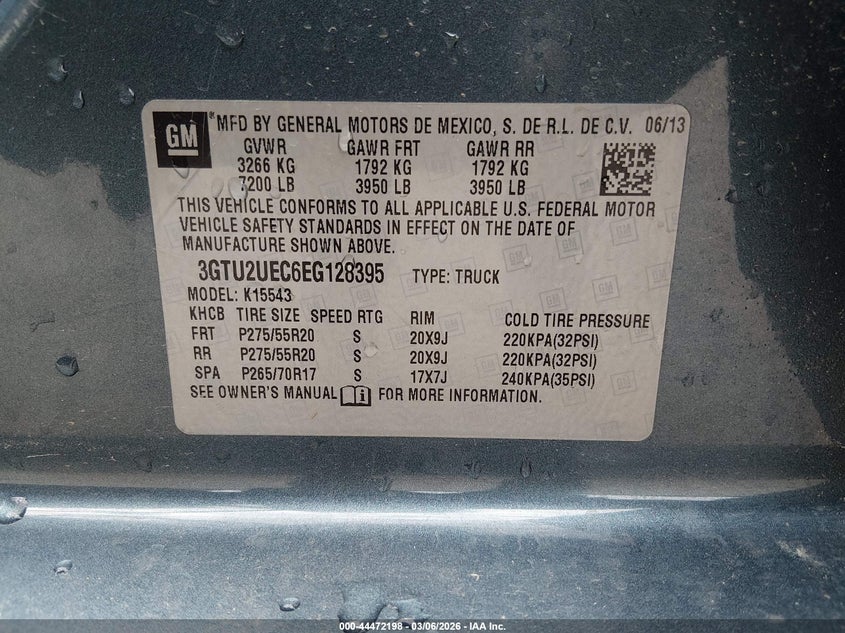 GM ® MFD BY GENERAL MOTORS DE MEXICO, S. DE R.L. DE C.V. 06/13
GVWR GAWR FRT GAWR RR
3266 KG 1792 KG 1792 KG
7200 LB 3950 LB 3950 LB
THIS VEHICLE CONFORMS TO ALL APPLICABLE U.S. FEDERAL MOTOR
VEHICLE SAFETY STANDARDS IN EFFECT ON THE DATE OF
MANUFACTURE SHOWN ABOVE.
3GTU2UEC6EG128395 TYPE: TRUCK
MODEL: K15543
KHCB TIRE SIZE SPEED RTG RIM COLD TIRE PRESSURE
FRT P275/55R20 S 20X9J 220KPA(32PSI)
RR P275/55R20 S 20X9J 220KPA(32PSI)
SPA P265/70R17 S 17X7J 240KPA(35PSI)
SEE OWNER'S MANUAL FOR MORE INFORMATION.
000-44472198 - 03/06/2026 - IAA Inc.